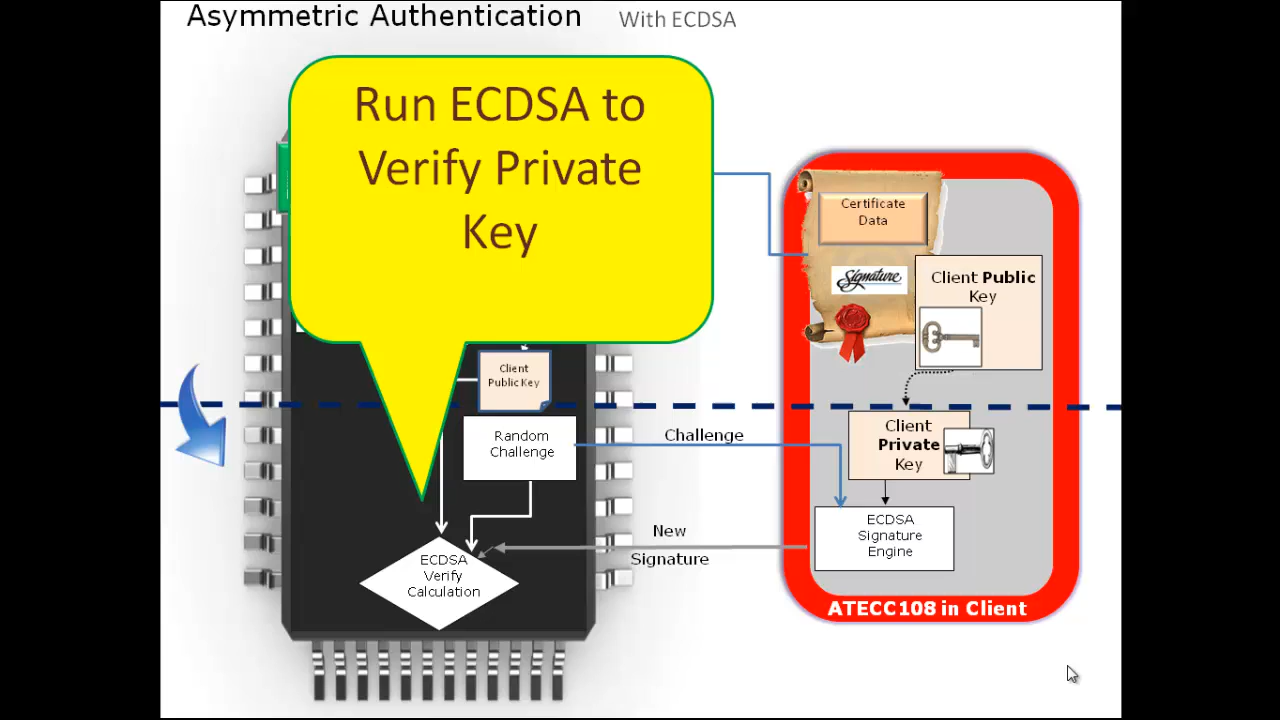 Asymmetric Authentication With ECDSA
Run ECDSA to
Verify Private
Key
Certificate
Data
Signature
Client Public
Key
Client
Public Key
Client
Private
Key
Random
Challenge
Challenge
ECDSA
Signature
Engine
New
Signature
ECDSA
Verify
Calculation
ATECC108 in Client